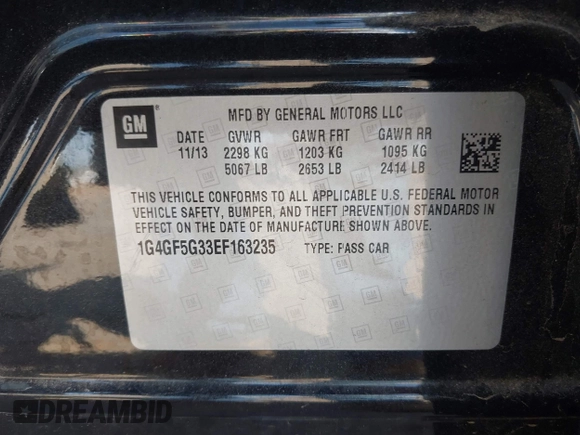 GM
MFD BY GENERAL MOTORS LLC
DATE GVWR GAWR FRT GAWR RR
11/13 2298 KG 1203 KG 1095 KG
5067 LB 2653 LB 2414 LB
THIS VEHICLE CONFORMS TO ALL APPLICABLE U.S. FEDERAL MOTOR
VEHICLE SAFETY, BUMPER, AND THEFT PREVENTION STANDARDS IN
EFFECT ON THE DATE OF MANUFACTURE SHOWN ABOVE.
1G4GF5G33EF163235 TYPE: PASS CAR
DREAMBID